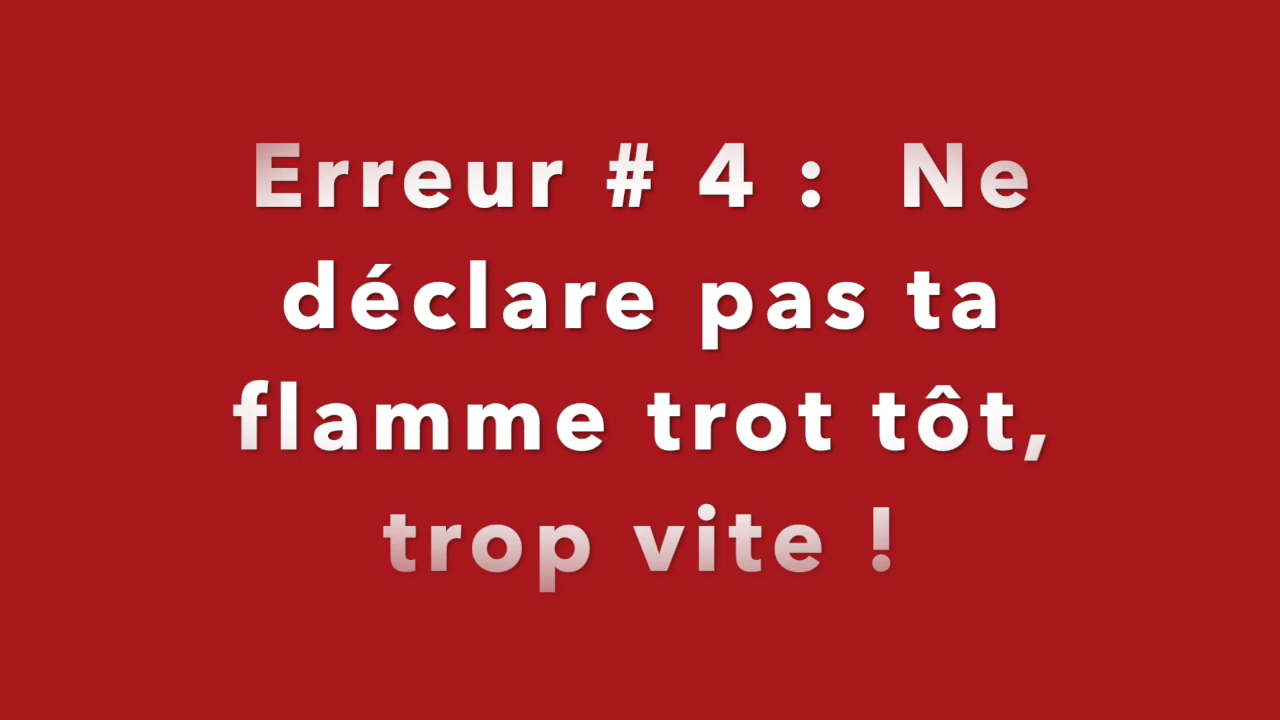 Erreur # 4 :  Ne
déclare pas ta
flamme trot tôt,
trop vite !